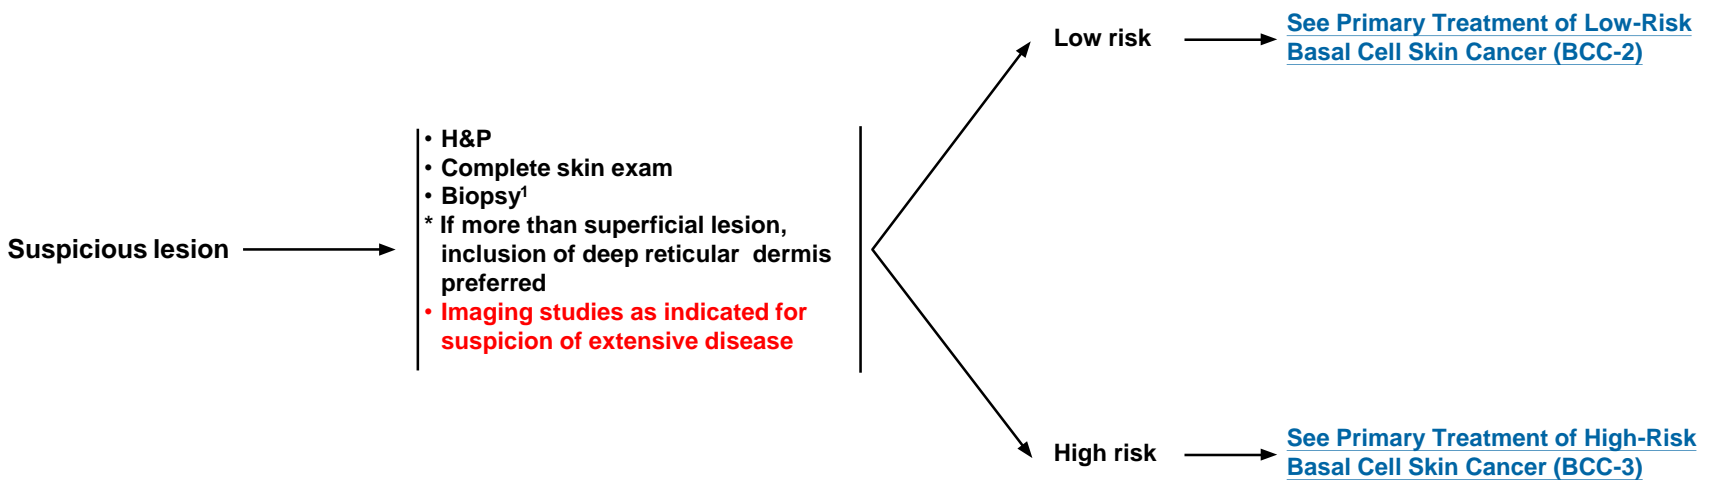 Suspicious lesion
• H&P
• Complete skin exam
• Biopsy¹
* If more than superficial lesion,
inclusion of deep reticular dermis
preferred
• Imaging studies as indicated for
suspicion of extensive disease
Low risk
See Primary Treatment of Low-Risk
Basal Cell Skin Cancer (BCC-2)
High risk
See Primary Treatment of High-Risk
Basal Cell Skin Cancer (BCC-3)